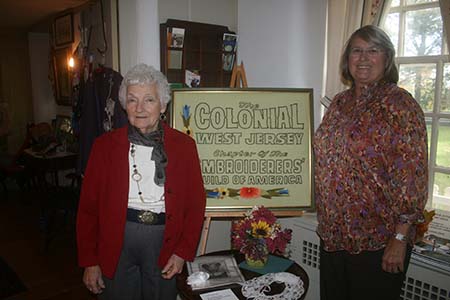 The
COLONIAL
WEST JERSEY
Chapter of the
EMBROIDERERS'
GUILD OF AMERICA